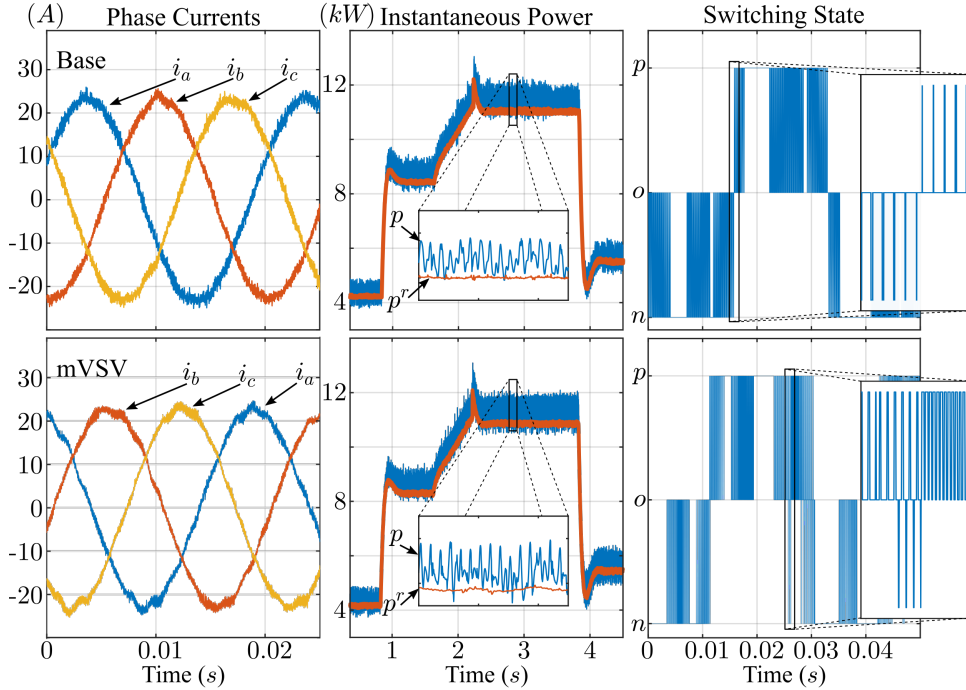 (A) Phase Currents (kW) Instantaneous Power Switching State
Base
i_a i_b i_c
30
20
10
0
-10
-20
12
8
4
p
p^r
p
o
n
mVSV
i_b i_c i_a
30
20
10
0
-10
-20
0 0.01 0.02
Time (s)
12
8
4
p
p^r
1 2 3 4
Time (s)
p
o
n
0 0.01 0.02 0.03 0.04
Time (s)